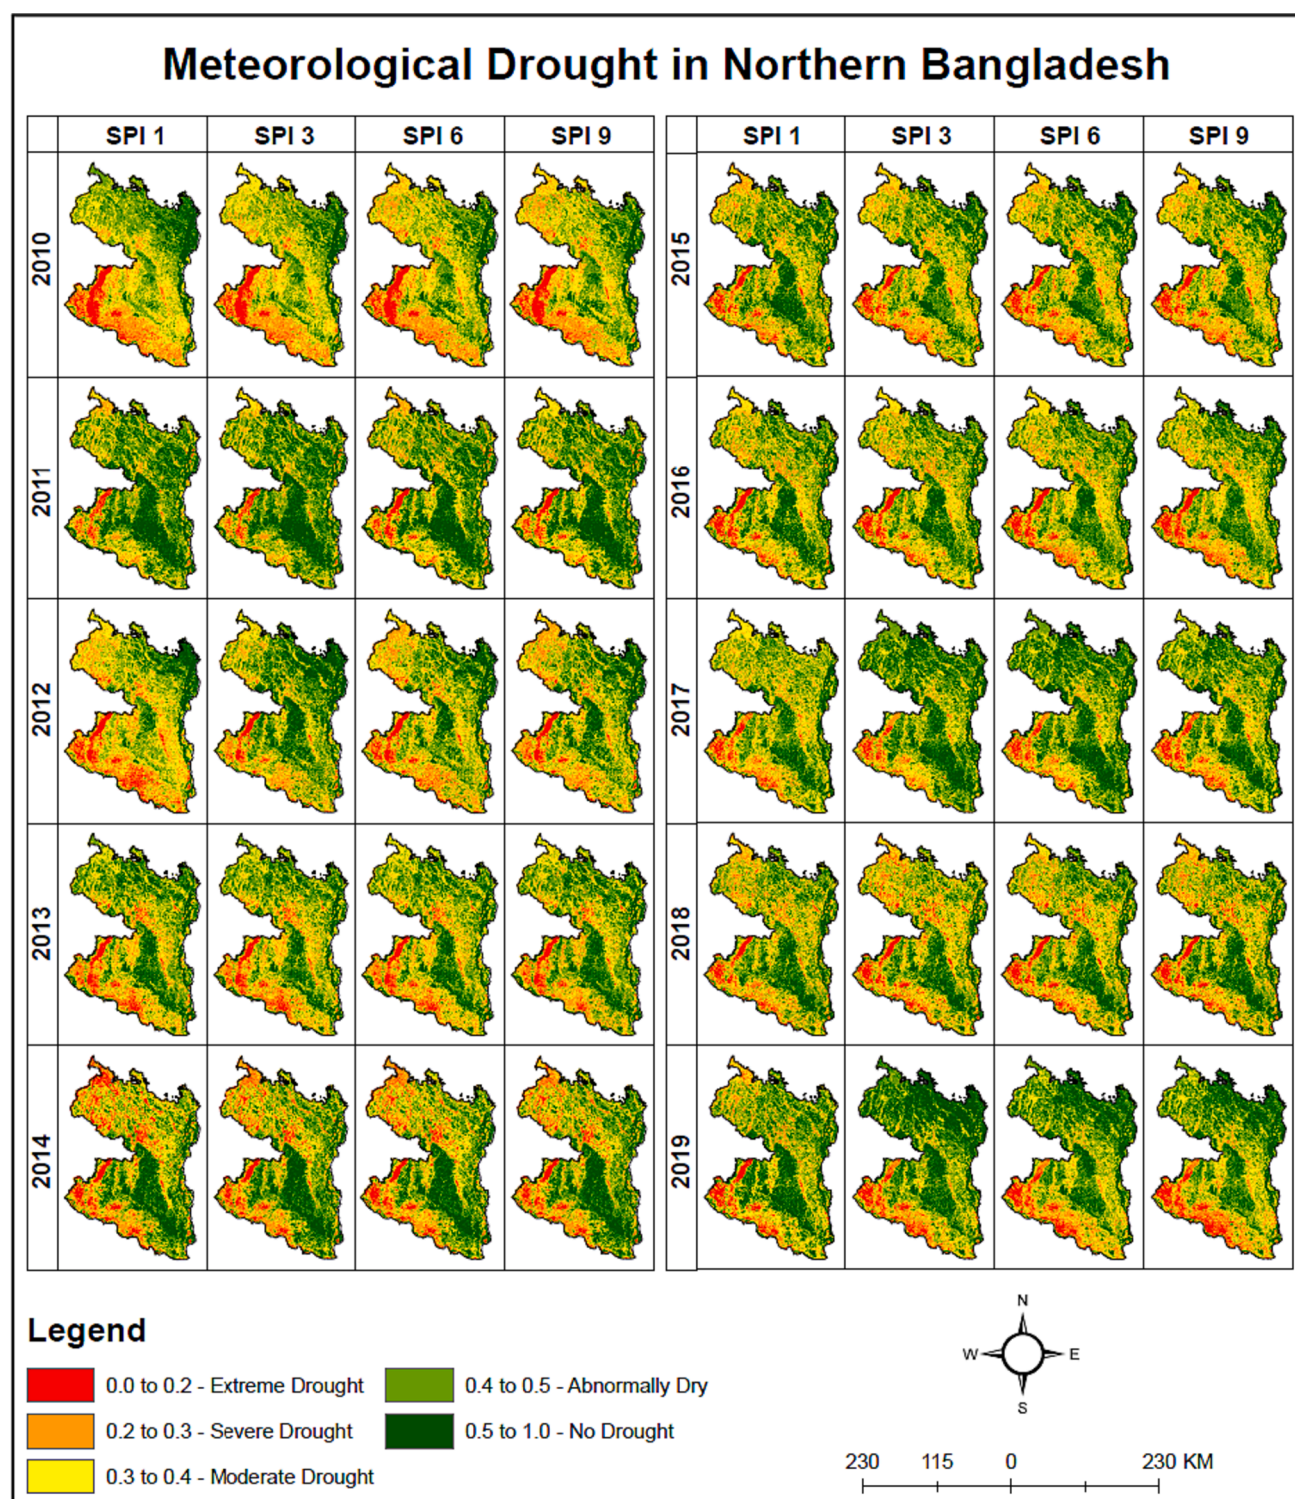 Meteorological Drought in Northern Bangladesh
SPI 1 SPI 3 SPI 6 SPI 9 SPI 1 SPI 3 SPI 6 SPI 9
2010 2015
2011 2016
2012 2017
2013 2018
2014 2019
Legend
0.0 to 0.2 - Extreme Drought
0.2 to 0.3 - Severe Drought
0.3 to 0.4 - Moderate Drought
0.4 to 0.5 - Abnormally Dry
0.5 to 1.0 - No Drought
N
W E
S
230 115 0 230 KM